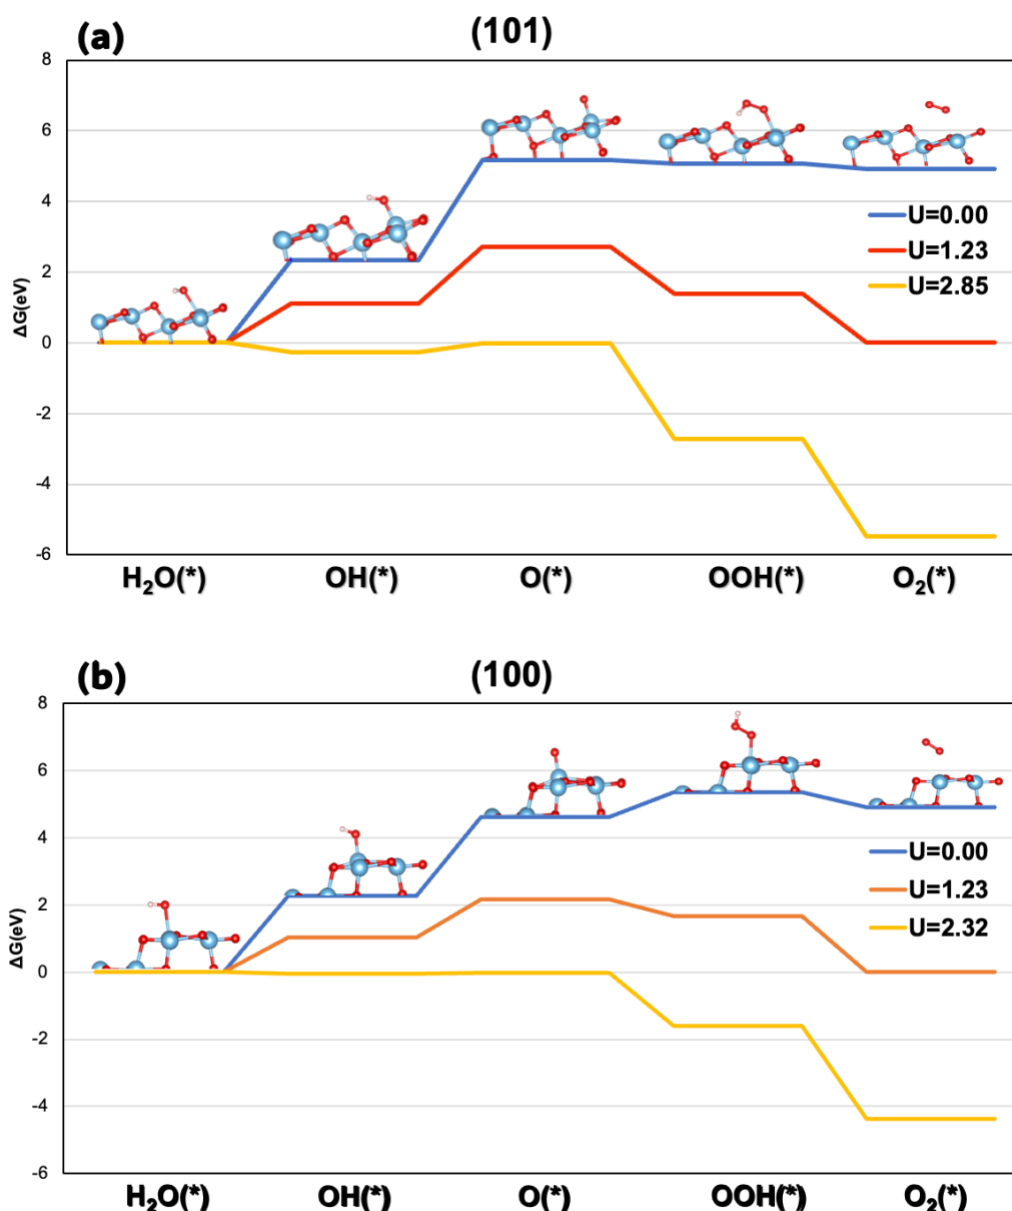 (a)
(101)
8
6
4
2
0
-2
-4
-6
ΔG(eV)
U=0.00
U=1.23
U=2.85
H₂O(*)
OH(*)
O(*)
OOH(*)
O₂(*)
(b)
(100)
8
6
4
2
0
-2
-4
-6
ΔG(eV)
U=0.00
U=1.23
U=2.32
H₂O(*)
OH(*)
O(*)
OOH(*)
O₂(*)